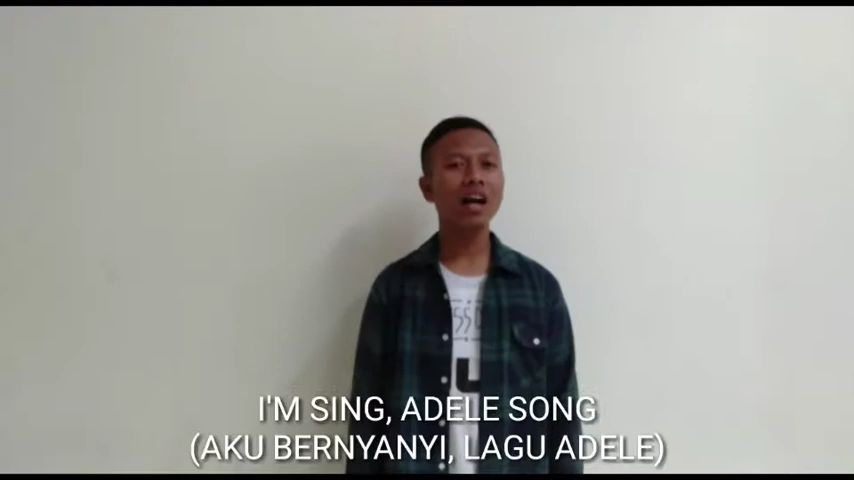 I'M SING, ADELE SONG
(AKU BERNYANYI, LAGU ADELE)